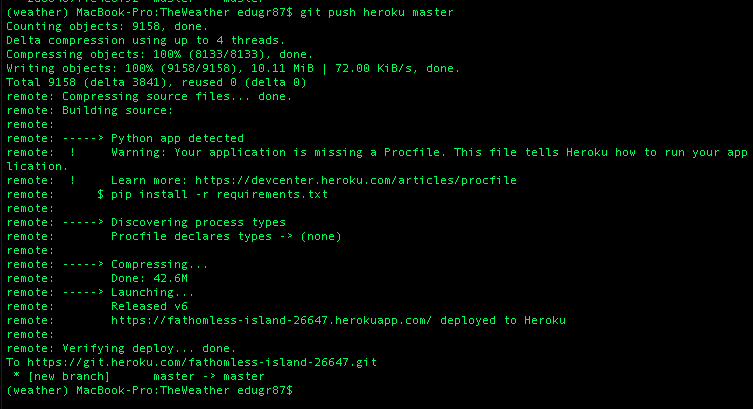 (weather) MacBook-Pro:TheWeather edugr87$ git push heroku master
Counting objects: 9158, done.
Delta compression using up to 4 threads.
Compressing objects: 100% (8133/8133), done.
Writing objects: 100% (9158/9158), 10.11 MiB | 72.00 KiB/s, done.
Total 9158 (delta 3841), reused 0 (delta 0)
remote: Compressing source files... done.
remote: Building source:
remote:
remote: -----> Python app detected
remote:  !     Warning: Your application is missing a Procfile. This file tells Heroku how to run your app
lication.
remote:  !     Learn more: https://devcenter.heroku.com/articles/procfile
remote:      $ pip install -r requirements.txt
remote:
remote: -----> Discovering process types
remote:        Procfile declares types -> (none)
remote:
remote: -----> Compressing...
remote:        Done: 42.6M
remote: -----> Launching...
remote:        Released v6
remote:        https://fathomless-island-26647.herokuapp.com/ deployed to Heroku
remote:
remote: Verifying deploy... done.
To https://git.heroku.com/fathomless-island-26647.git
 * [new branch]      master -> master
(weather) MacBook-Pro:TheWeather edugr87$